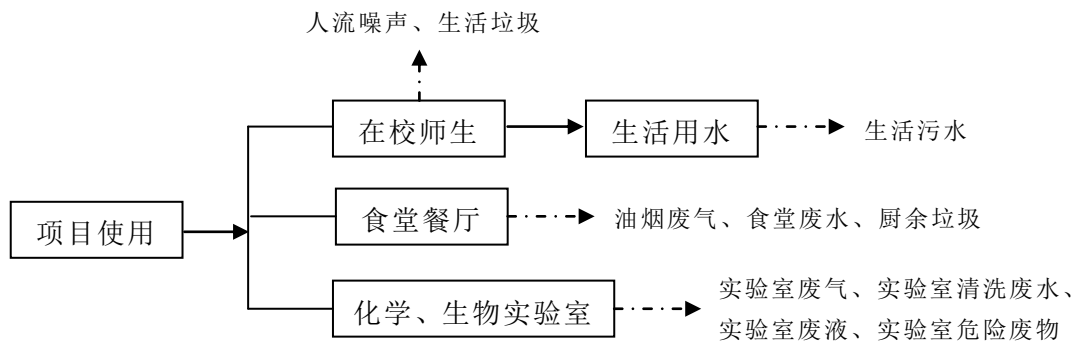 人流噪声、生活垃圾
在校师生
生活用水
生活污水
项目使用
食堂餐厅
油烟废气、食堂废水、厨余垃圾
化学、生物实验室
实验室废气、实验室清洗废水、
实验室废液、实验室危险废物